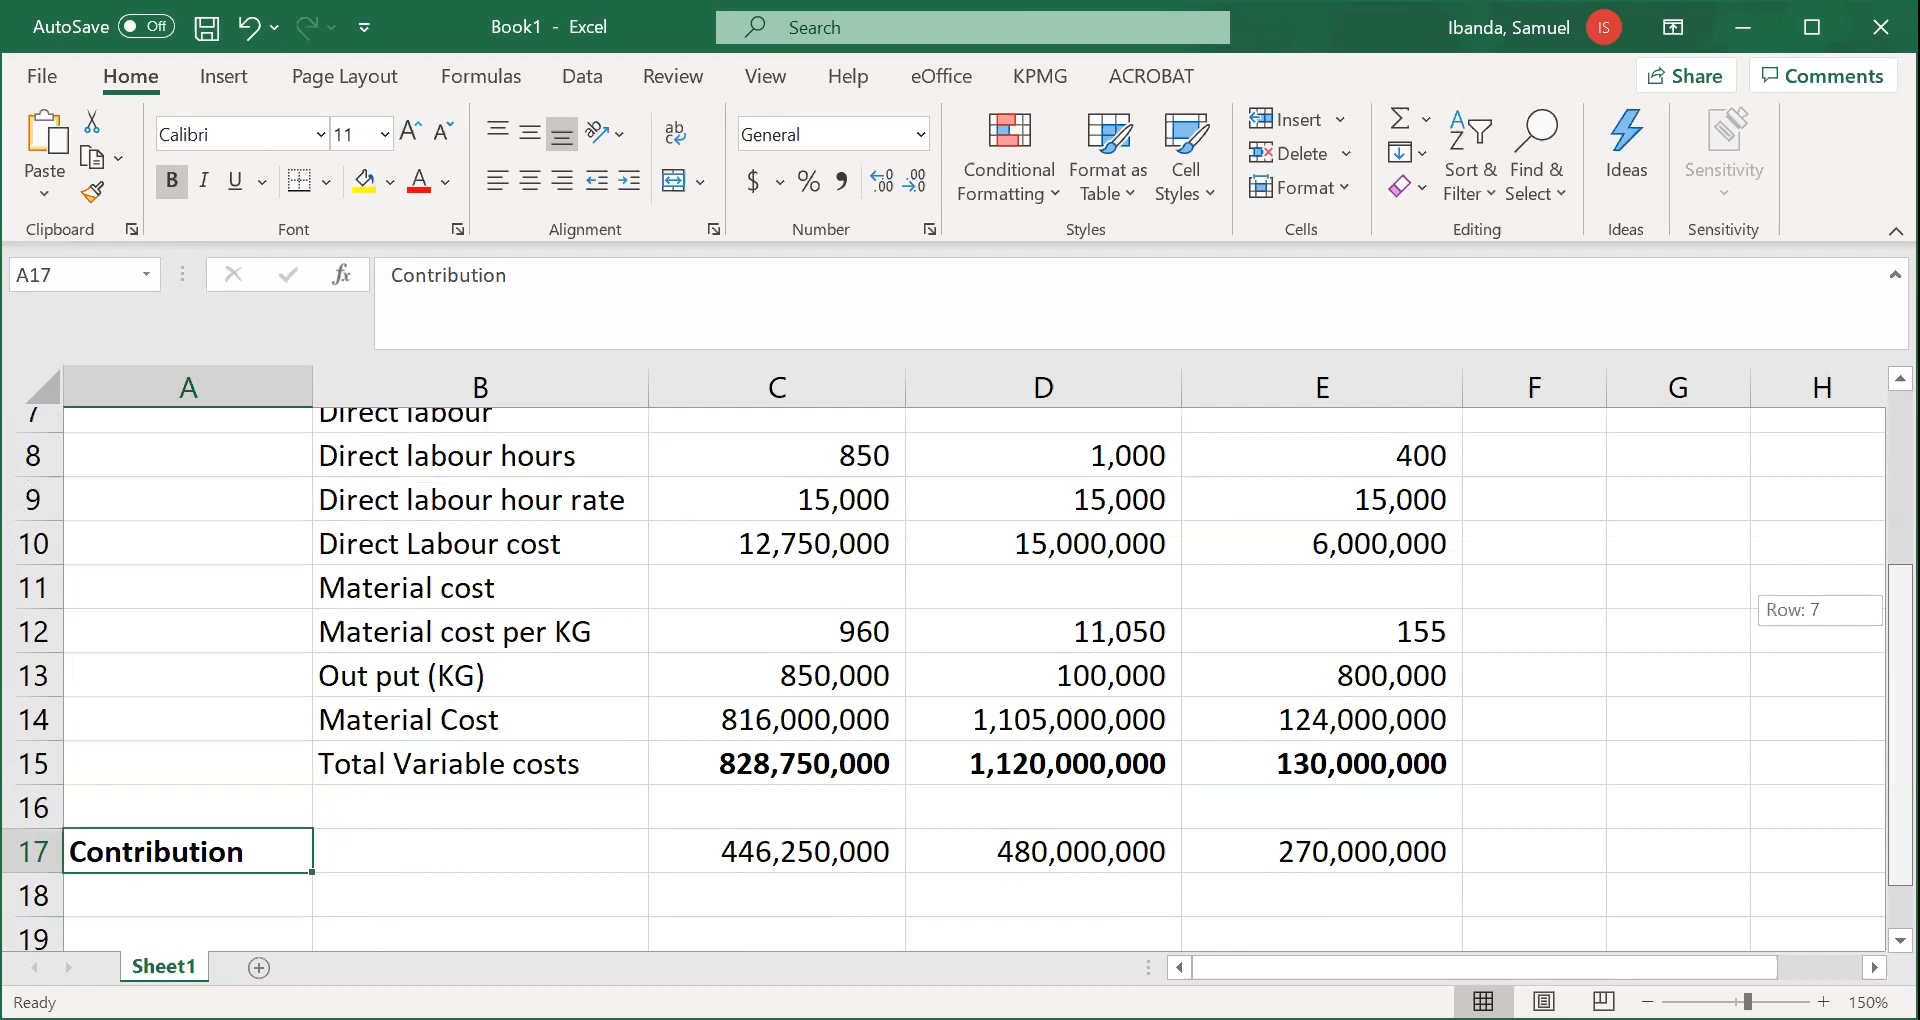 AutoSave Off Book1 - Excel Search Ibanda, Samuel IS
File Home Insert Page Layout Formulas Data Review View Help eOffice KPMG ACROBAT Share Comments
Paste Calibri 11 A A ab General Conditional Formatting Format as Table Cell Styles Insert Delete Format Sort & Filter Find & Select Ideas Sensitivity
B I U A $ % .00 .00
Clipboard Font Alignment Number Styles Cells Editing Ideas Sensitivity
A17 fx Contribution
A B C D E F G H
7 Direct labour
8 Direct labour hours 850 1,000 400
9 Direct labour hour rate 15,000 15,000 15,000
10 Direct Labour cost 12,750,000 15,000,000 6,000,000
11 Material cost
Row: 7
12 Material cost per KG 960 11,050 155
13 Out put (KG) 850,000 100,000 800,000
14 Material Cost 816,000,000 1,105,000,000 124,000,000
15 Total Variable costs 828,750,000 1,120,000,000 130,000,000
16
17 Contribution 446,250,000 480,000,000 270,000,000
18
19
Sheet1
Ready 150%